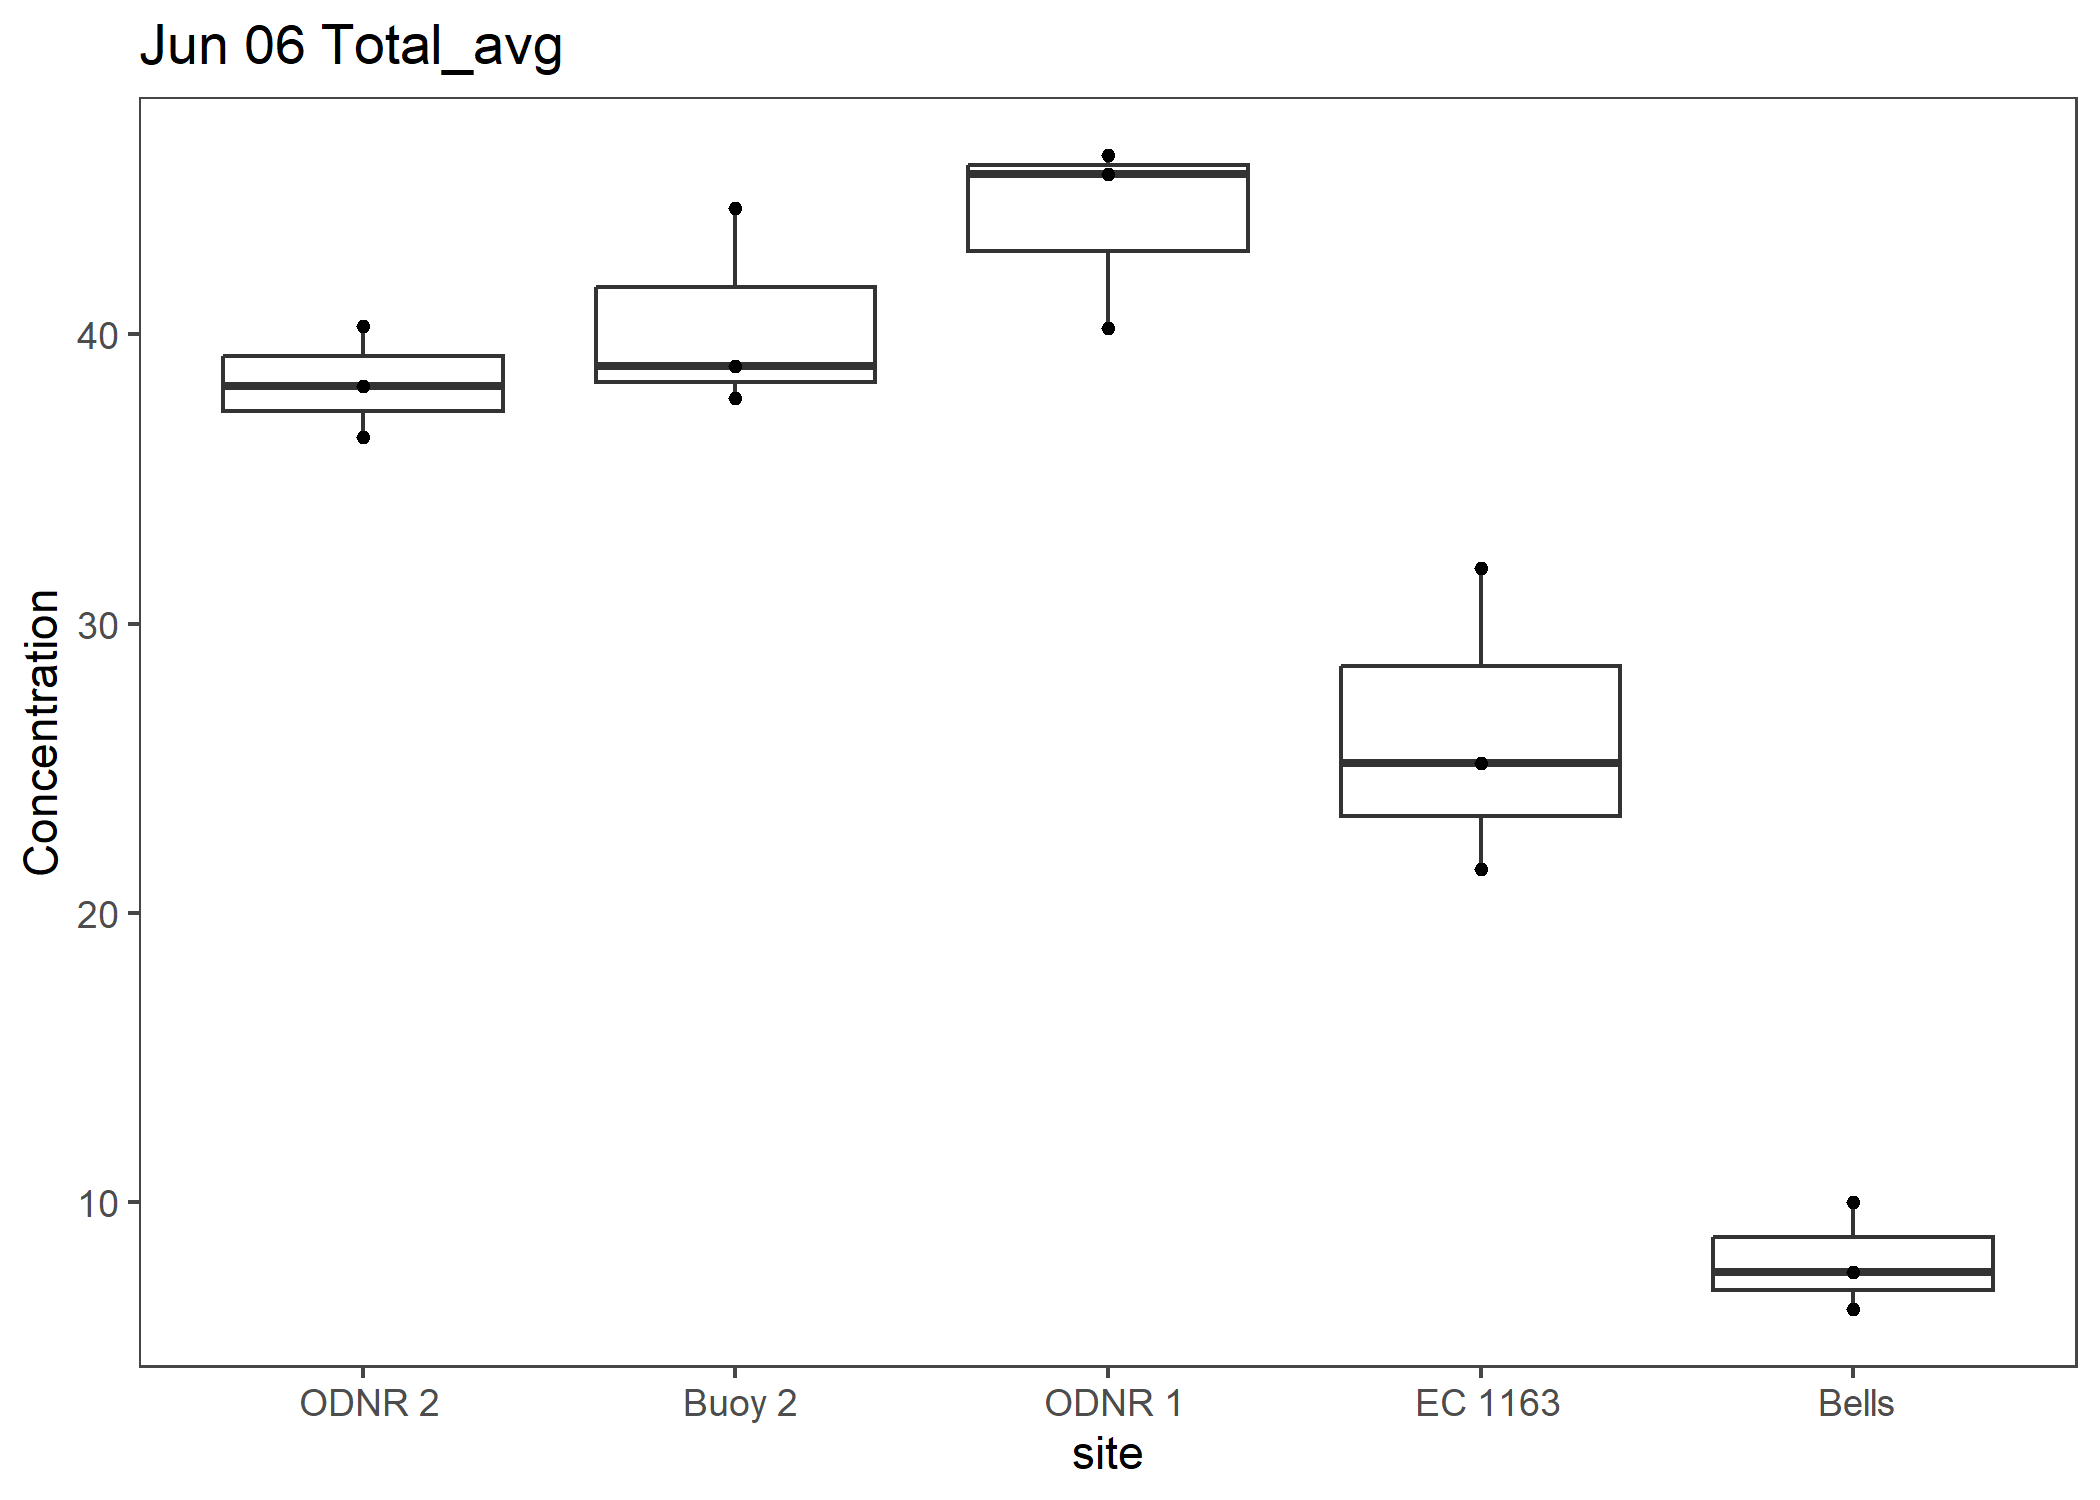 Jun 06 Total_avg
Concentration
40
30
20
10
ODNR 2
Buoy 2
ODNR 1
EC 1163
Bells
site